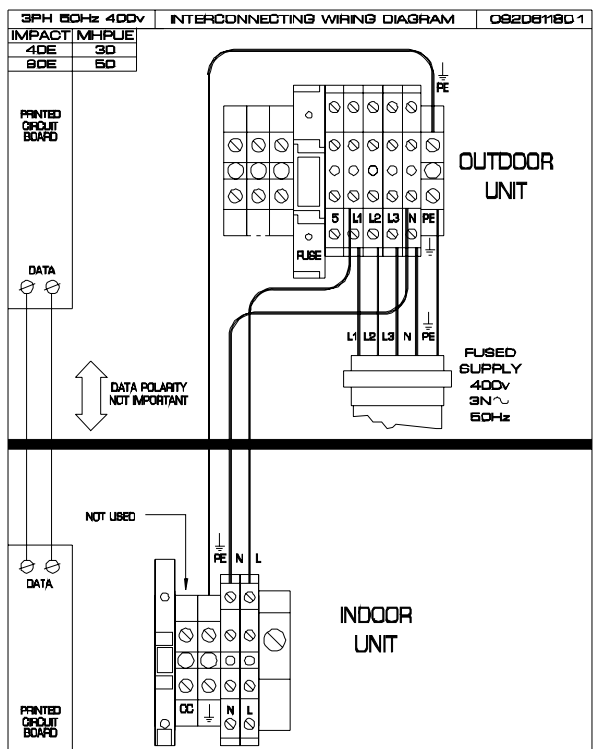 3PH 50Hz 400v INTERCONNECTING WIRING DIAGRAM 092D611801
IMPACT MHPUE
40E 30
90E 50
PE
PRINTED
CIRCUIT
BOARD
OUTDOOR
UNIT
5 L1 L2 L3 N PE
FUSE
DATA
L1 L2 L3 N PE
FUSED
SUPPLY
400v
3N~
50Hz
DATA POLARITY
NOT IMPORTANT
NOT USED
PE N L
DATA
INDOOR
UNIT
CC N L
PRINTED
CIRCUIT
BOARD